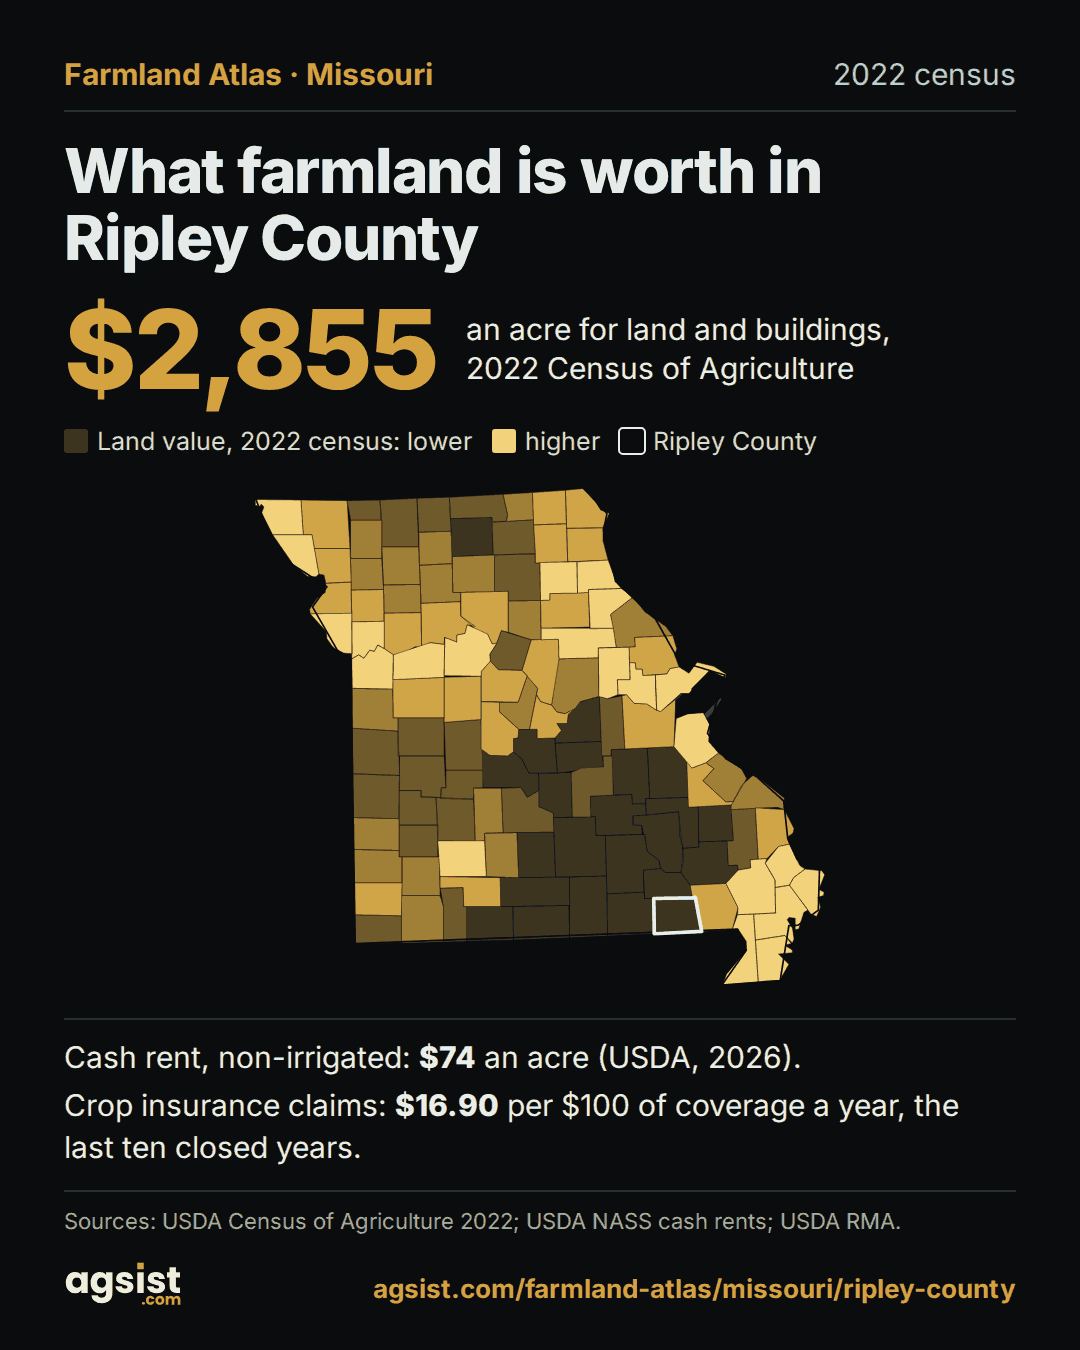 Farmland Atlas · Missouri
2022 census
What farmland is worth in
Ripley County
$2,855
an acre for land and buildings,
2022 Census of Agriculture
Land value, 2022 census: lower
higher
Ripley County
Cash rent, non-irrigated: $74 an acre (USDA, 2026).
Crop insurance claims: $16.90 per $100 of coverage a year, the
last ten closed years.
Sources: USDA Census of Agriculture 2022; USDA NASS cash rents; USDA RMA.
agsist
.com
agsist.com/farmland-atlas/missouri/ripley-county